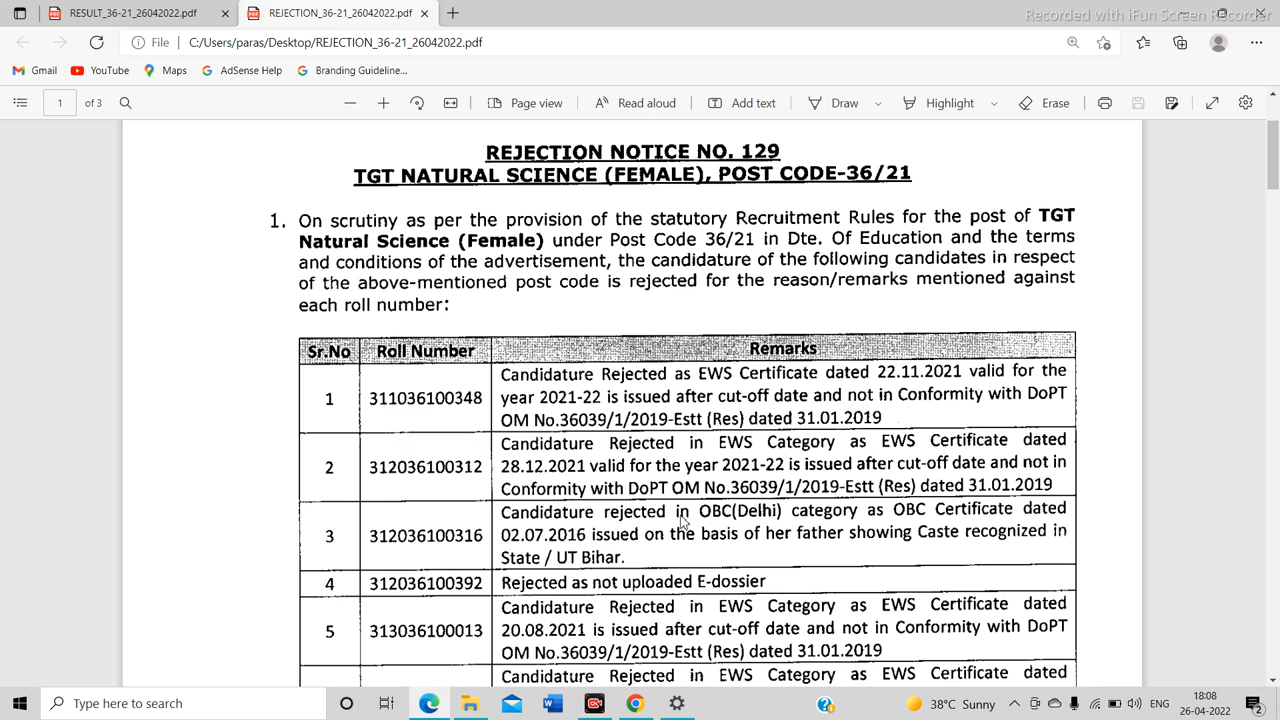 RESULT_36-21_26042022.pdf
REJECTION_36-21_26042022.pdf
Recorded with iFun Screen Recorder
File
C:/Users/paras/Desktop/REJECTION_36-21_26042022.pdf
Gmail
YouTube
Maps
AdSense Help
Branding Guideline...
1
of 3
Page view
Read aloud
Add text
Draw
Highlight
Erase
REJECTION NOTICE NO. 129
TGT NATURAL SCIENCE (FEMALE), POST CODE-36/21
1. On scrutiny as per the provision of the statutory Recruitment Rules for the post of TGT
Natural Science (Female) under Post Code 36/21 in Dte. Of Education and the terms
and conditions of the advertisement, the candidature of the following candidates in respect
of the above-mentioned post code is rejected for the reason/remarks mentioned against
each roll number:
Sr.No Roll Number Remarks
1 311036100348
Candidature Rejected as EWS Certificate dated 22.11.2021 valid for the
year 2021-22 is issued after cut-off date and not in Conformity with DoPT
OM No.36039/1/2019-Estt (Res) dated 31.01.2019
2 312036100312
Candidature Rejected in EWS Category as EWS Certificate dated
28.12.2021 valid for the year 2021-22 is issued after cut-off date and not in
Conformity with DoPT OM No.36039/1/2019-Estt (Res) dated 31.01.2019
3 312036100316
Candidature rejected in OBC(Delhi) category as OBC Certificate dated
02.07.2016 issued on the basis of her father showing Caste recognized in
State / UT Bihar.
4 312036100392 Rejected as not uploaded E-dossier
5 313036100013
Candidature Rejected in EWS Category as EWS Certificate dated
20.08.2021 is issued after cut-off date and not in Conformity with DoPT
OM No.36039/1/2019-Estt (Res) dated 31.01.2019
Candidature Rejected in EWS Category as EWS Certificate dated
Type here to search
38°C Sunny
ENG
18:08
26-04-2022
2